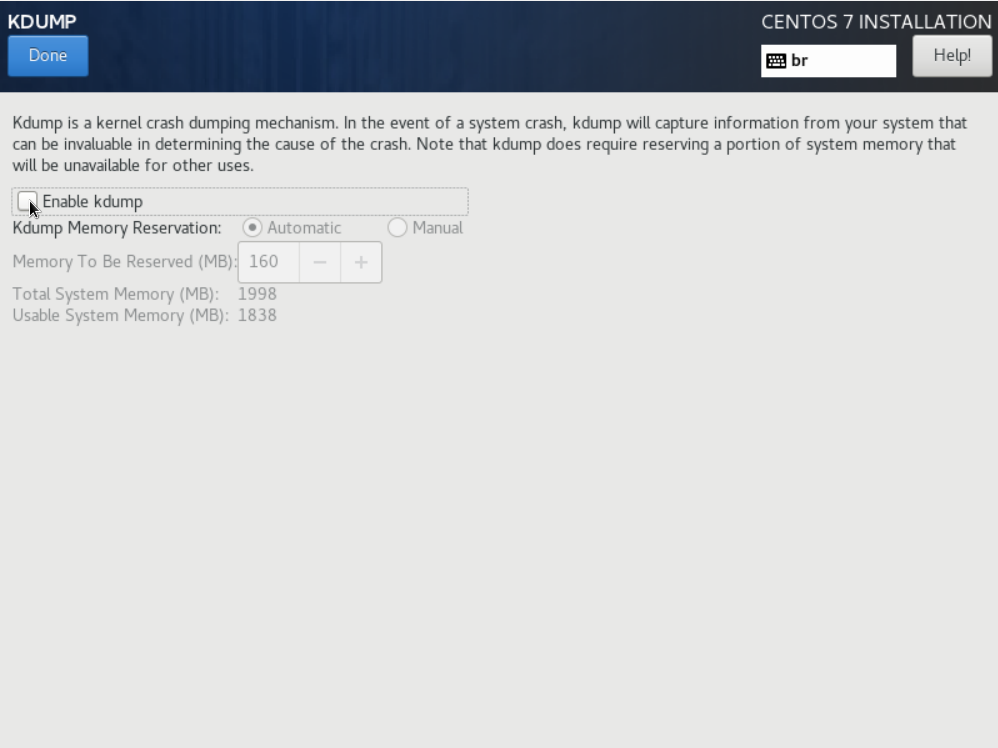 KDUMP
CENTOS 7 INSTALLATION
Done
br
Help!
Kdump is a kernel crash dumping mechanism. In the event of a system crash, kdump will capture information from your system that
can be invaluable in determining the cause of the crash. Note that kdump does require reserving a portion of system memory that
will be unavailable for other uses.
Enable kdump
Kdump Memory Reservation: Automatic Manual
Memory To Be Reserved (MB): 160 − +
Total System Memory (MB): 1998
Usable System Memory (MB): 1838